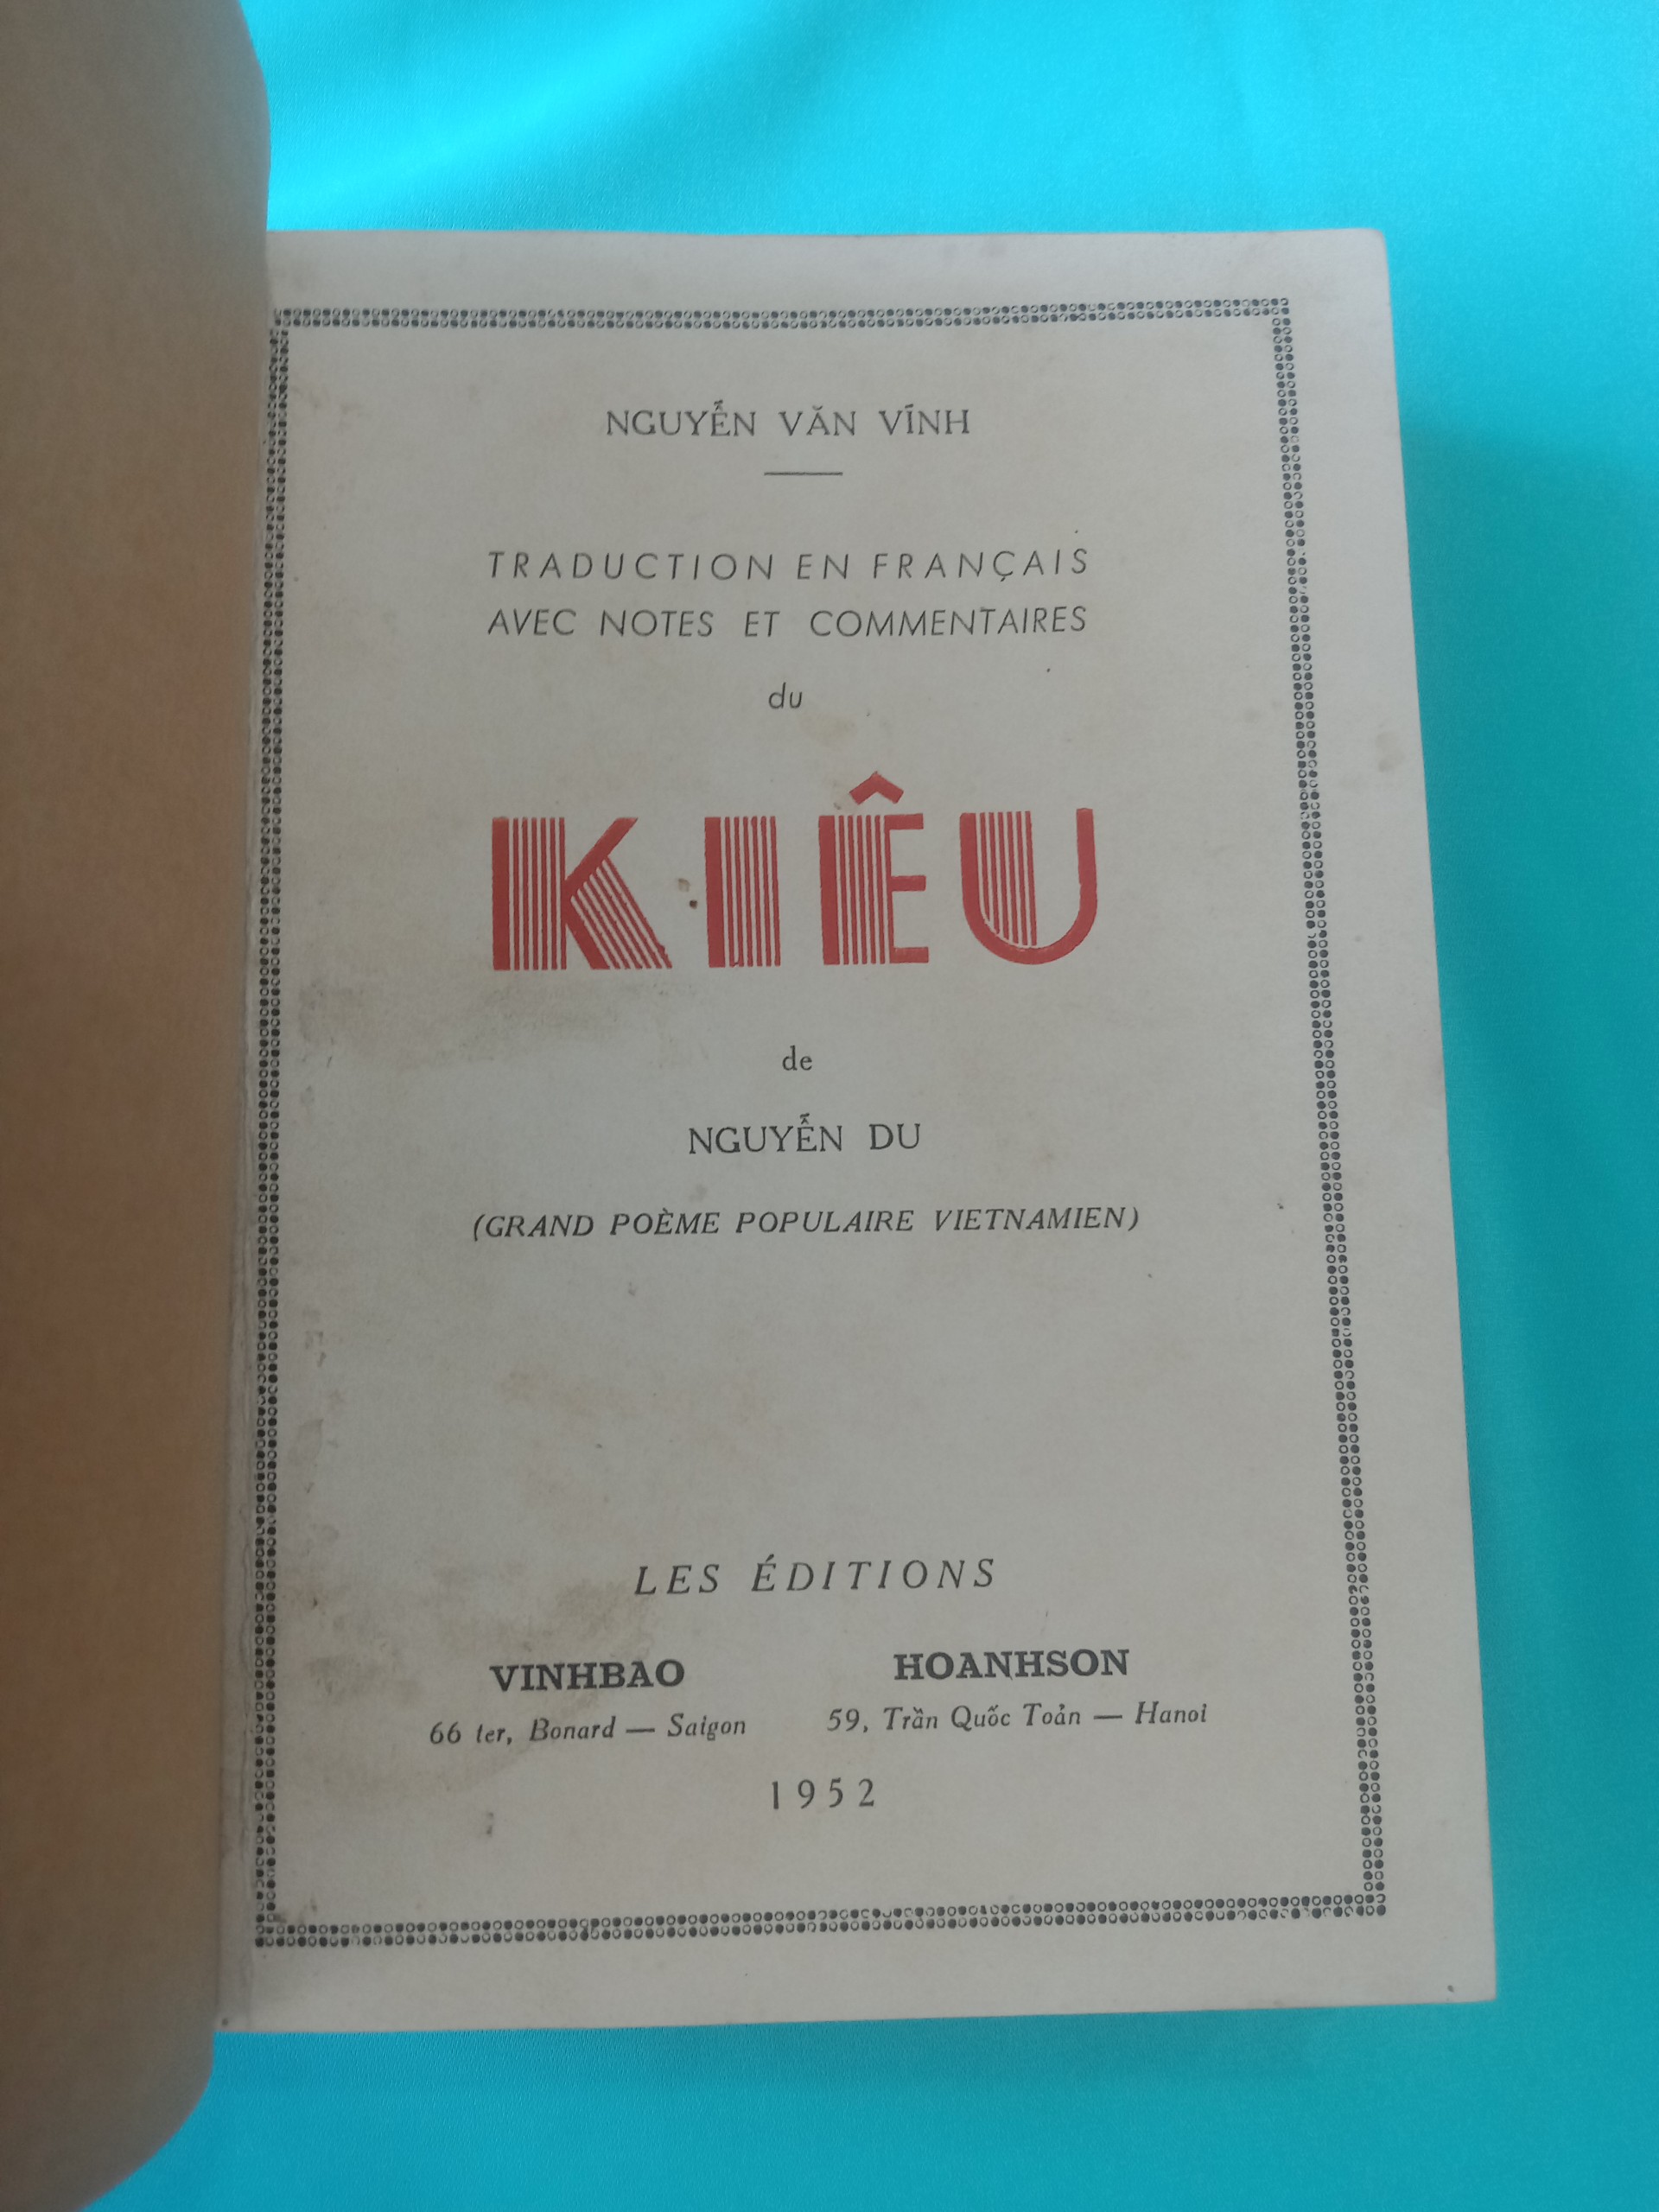 NGUYỄN VĂN VĨNH
TRADUCTION EN FRANÇAIS
AVEC NOTES ET COMMENTAIRES
du
KIÊU
de
NGUYỄN DU
(GRAND POÈME POPULAIRE VIETNAMIEN)
LES ÉDITIONS
VINHBAO
66 ter, Bonard — Saigon
HOANHSON
59, Trần Quốc Toản — Hanoi
1952